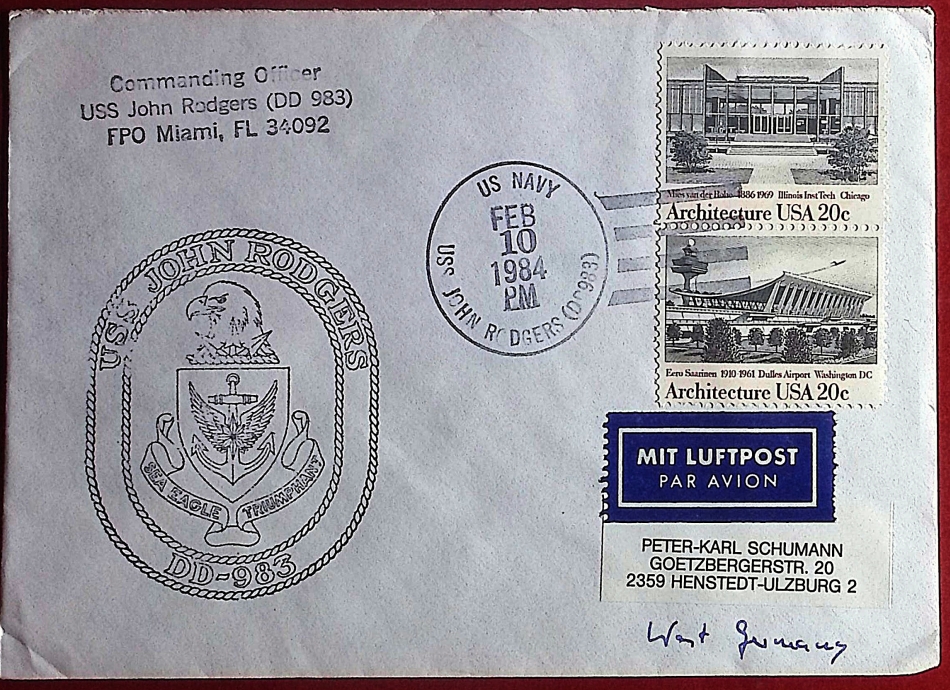 Commanding Officer
USS John Rodgers (DD 983)
FPO Miami, FL 34092
US NAVY
FEB
10
1984
PM
USS JOHN RODGERS (DD983)
Mies van der Rohe 1886 1969 Illinois Inst Tech Chicago
Architecture USA 20c
Eero Saarinen 1910-1961 Dulles Airport Washington DC
Architecture USA 20c
USS JOHN RODGERS
SEA EAGLE TRIUMPHANT
DD-983
MIT LUFTPOST
PAR AVION
PETER-KARL SCHUMANN
GOETZBERGERSTR. 20
2359 HENSTEDT-ULZBURG 2
West Germany